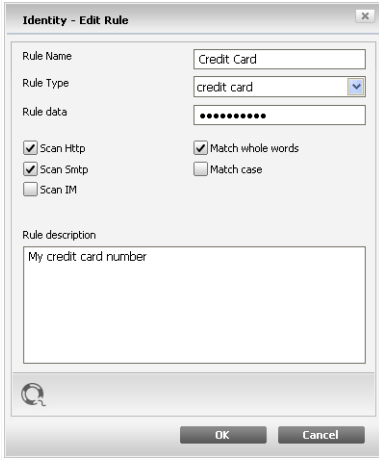 Identity - Edit Rule
Rule Name
Credit Card
Rule Type
credit card
Rule data
●●●●●●●●●●
Scan Http
Match whole words
Scan Smtp
Match case
Scan IM
Rule description
My credit card number
OK
Cancel